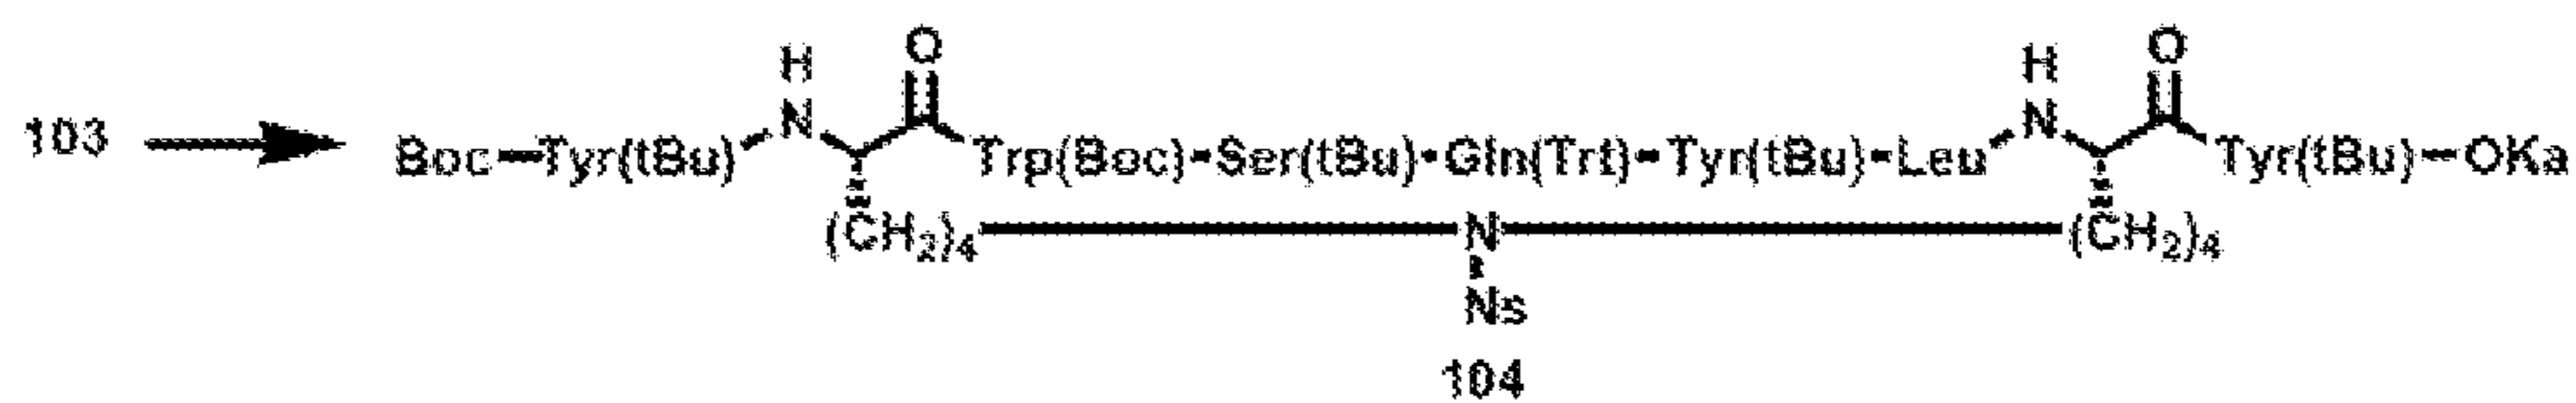 H O H O
103 Boc–Tyr(tBu) N Trp(Boc)-Ser(tBu)-Gln(Trt)-Tyr(tBu)-Leu N Tyr(tBu)–OKa
(CH₂)₄ N (CH₂)₄
Ns
104